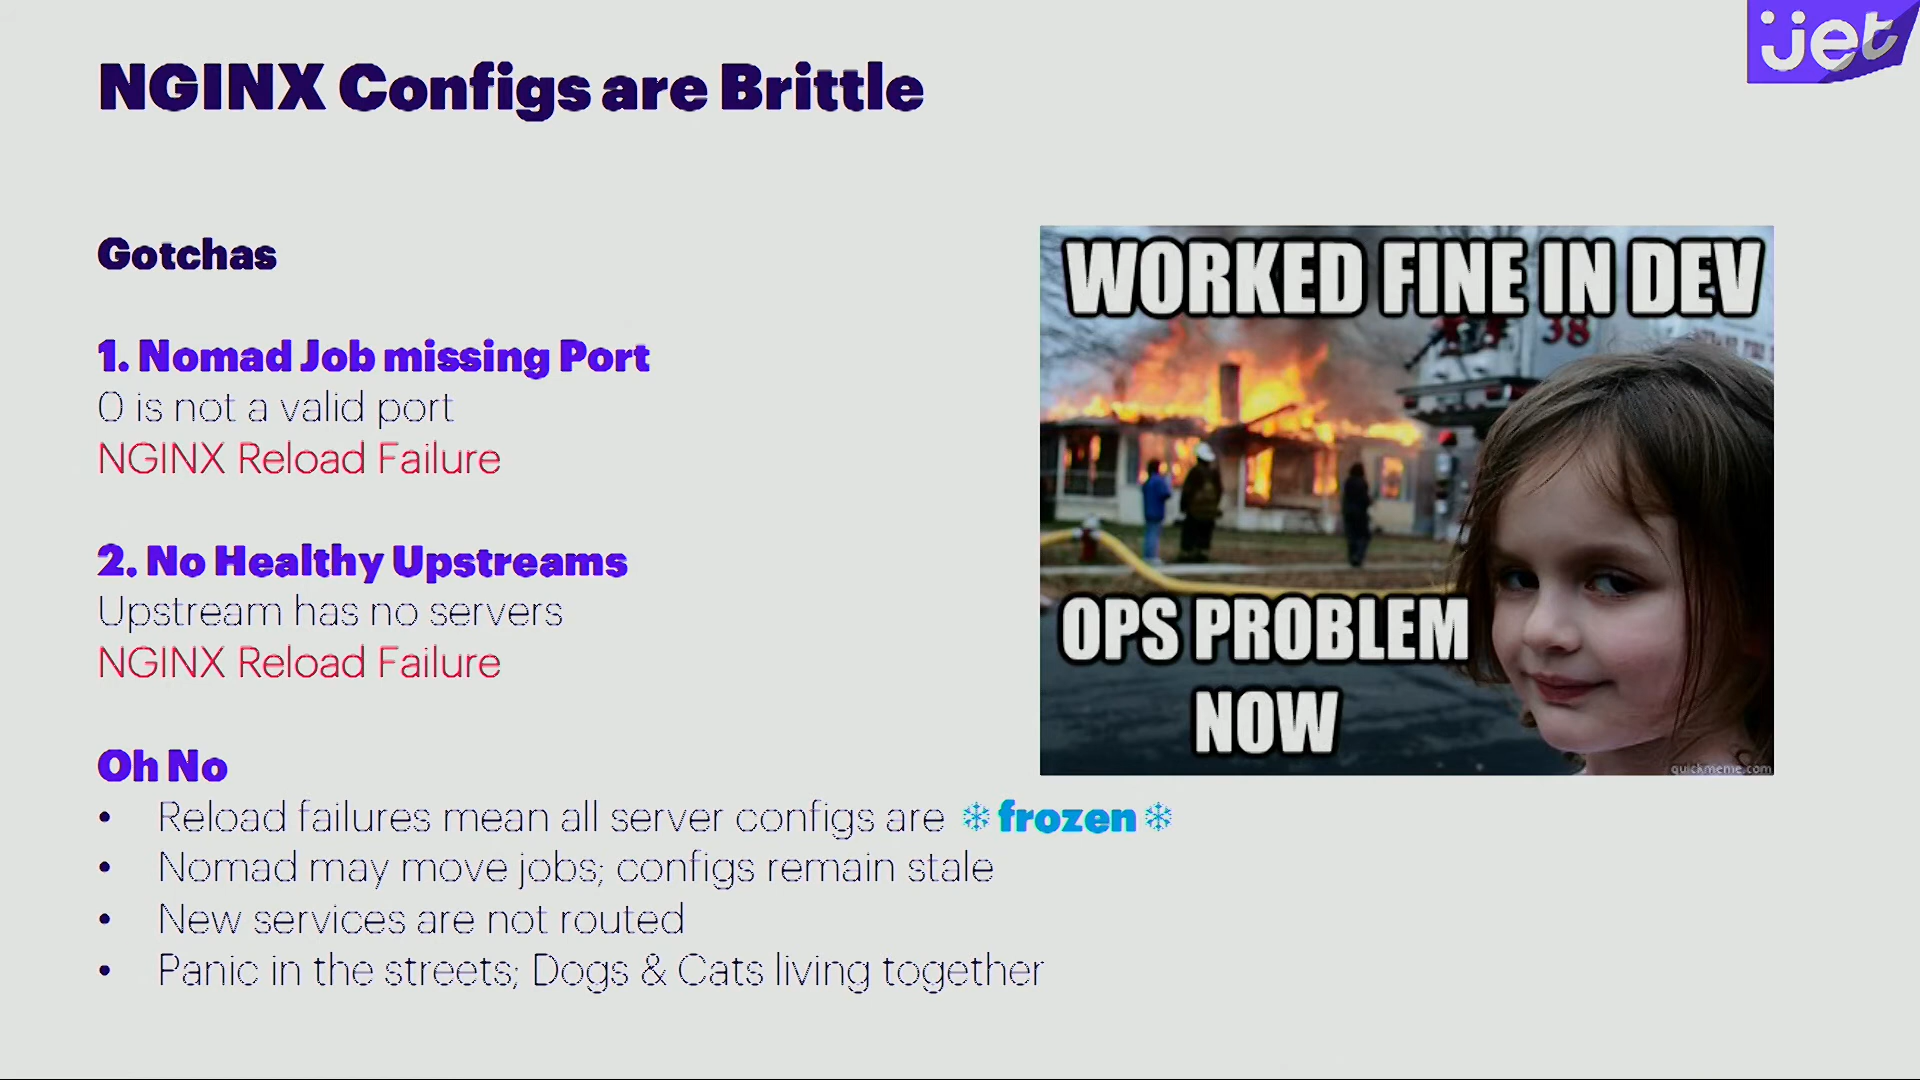 jet
NGINX Configs are Brittle
Gotchas
1. Nomad Job missing Port
0 is not a valid port
NGINX Reload Failure
2. No Healthy Upstreams
Upstream has no servers
NGINX Reload Failure
Oh No
• Reload failures mean all server configs are ❄frozen❄
• Nomad may move jobs; configs remain stale
• New services are not routed
• Panic in the streets; Dogs & Cats living together
WORKED FINE IN DEV
38
OPS PROBLEM
NOW
quickmeme.com